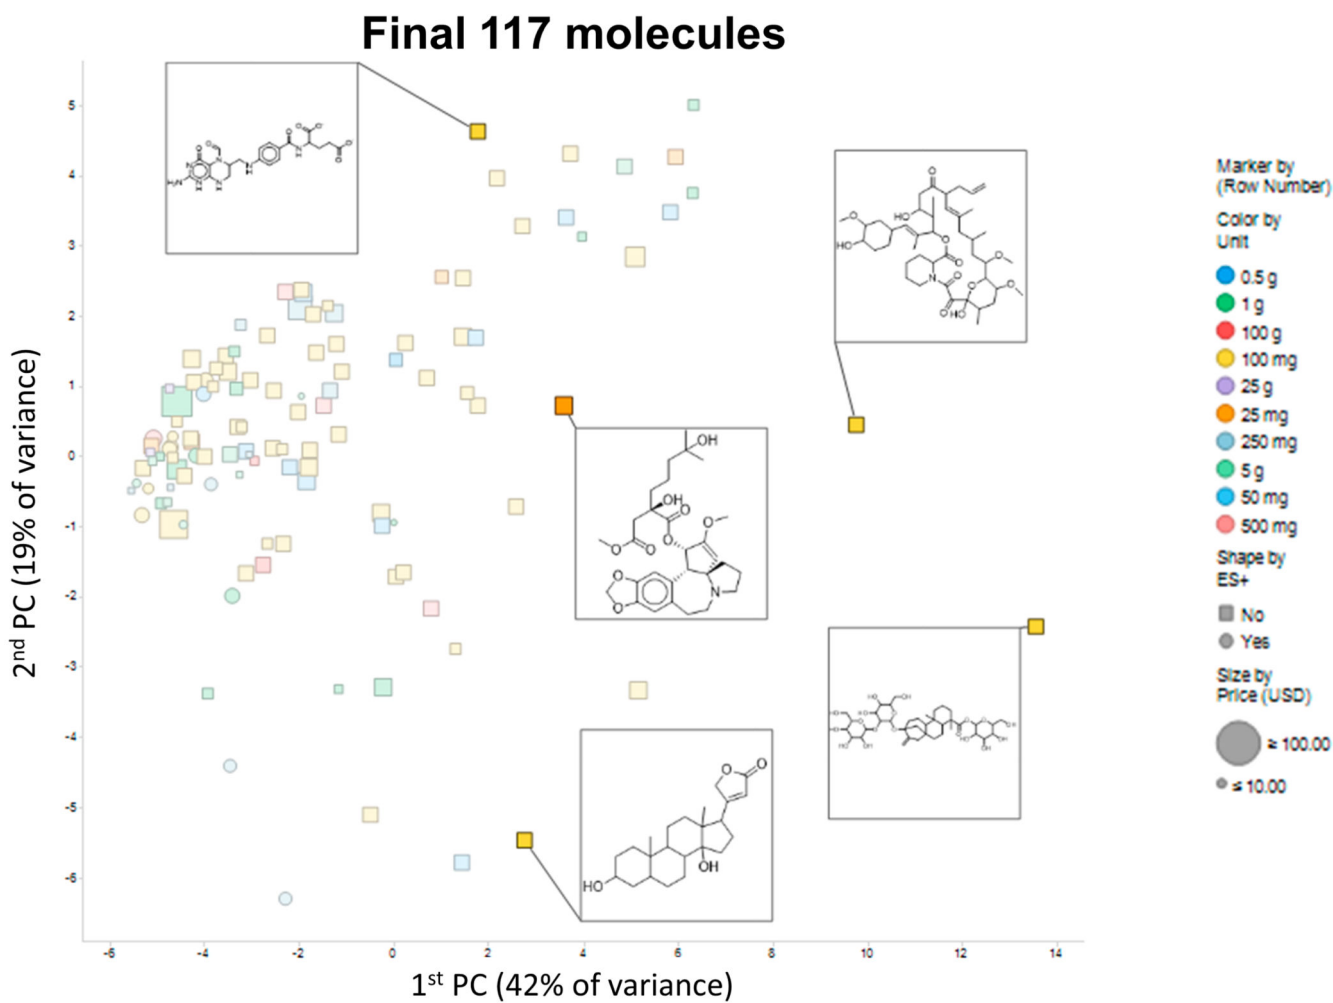 Final 117 molecules
2nd PC (19% of variance)
5
4
3
2
1
0
-1
-2
-3
-4
-5
-6
-6
-4
-2
0
2
4
6
8
10
12
14
1st PC (42% of variance)
OH
OH
O
O
O
O
O
O
O
O
N
HO
OH
O
O
Marker by
(Row Number)
Color by
Unit
0.5 g
1 g
100 g
100 mg
25 g
25 mg
250 mg
5 g
50 mg
500 mg
Shape by
ES+
No
Yes
Size by
Price (USD)
≥ 100.00
≤ 10.00